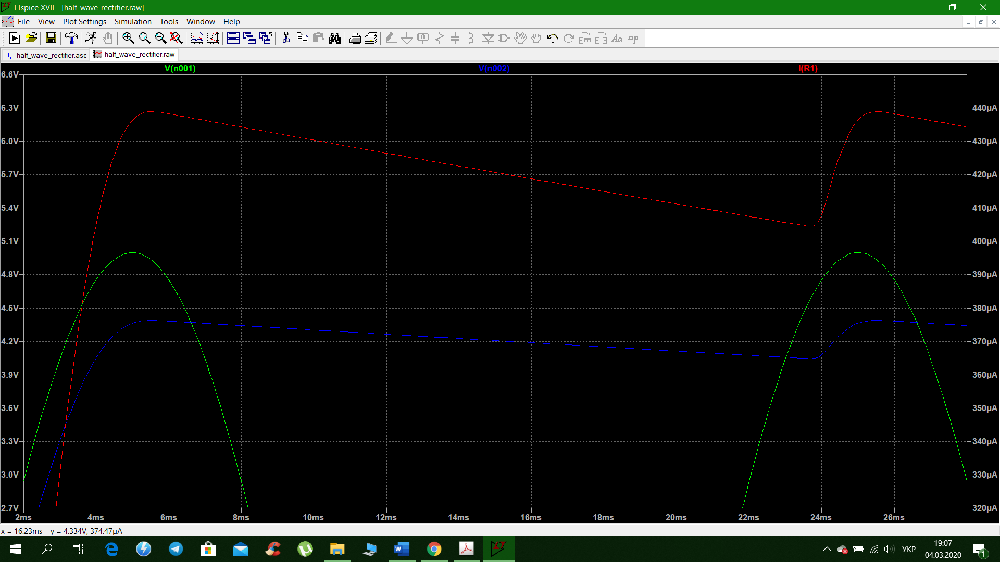 LTspice XVII - [half_wave_rectifier.raw]
File View Plot Settings Simulation Tools Window Help
half_wave_rectifier.asc half_wave_rectifier.raw
V(n001) V(n002) I(R1)
6.6V
6.3V 440µA
6.0V 430µA
5.7V 420µA
5.4V 410µA
5.1V 400µA
4.8V 390µA
4.5V 380µA
4.2V 370µA
3.9V 360µA
3.6V 350µA
3.3V 340µA
3.0V 330µA
2.7V 320µA
2ms 4ms 6ms 8ms 10ms 12ms 14ms 16ms 18ms 20ms 22ms 24ms 26ms
x = 16.23ms y = 4.334V, 374.47µA
УКР
19:07
04.03.2020
1